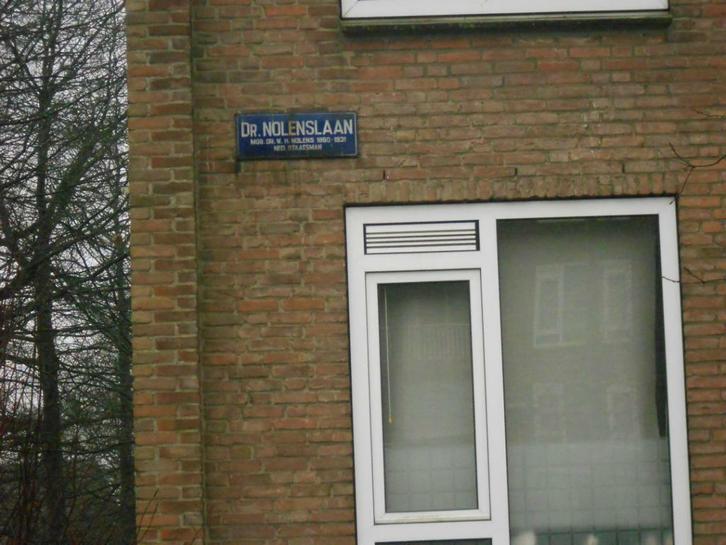 DR. NOLENSLAAN
MGR. DR. W. H. NOLENS 1860-1931
NED. STAATSMAN